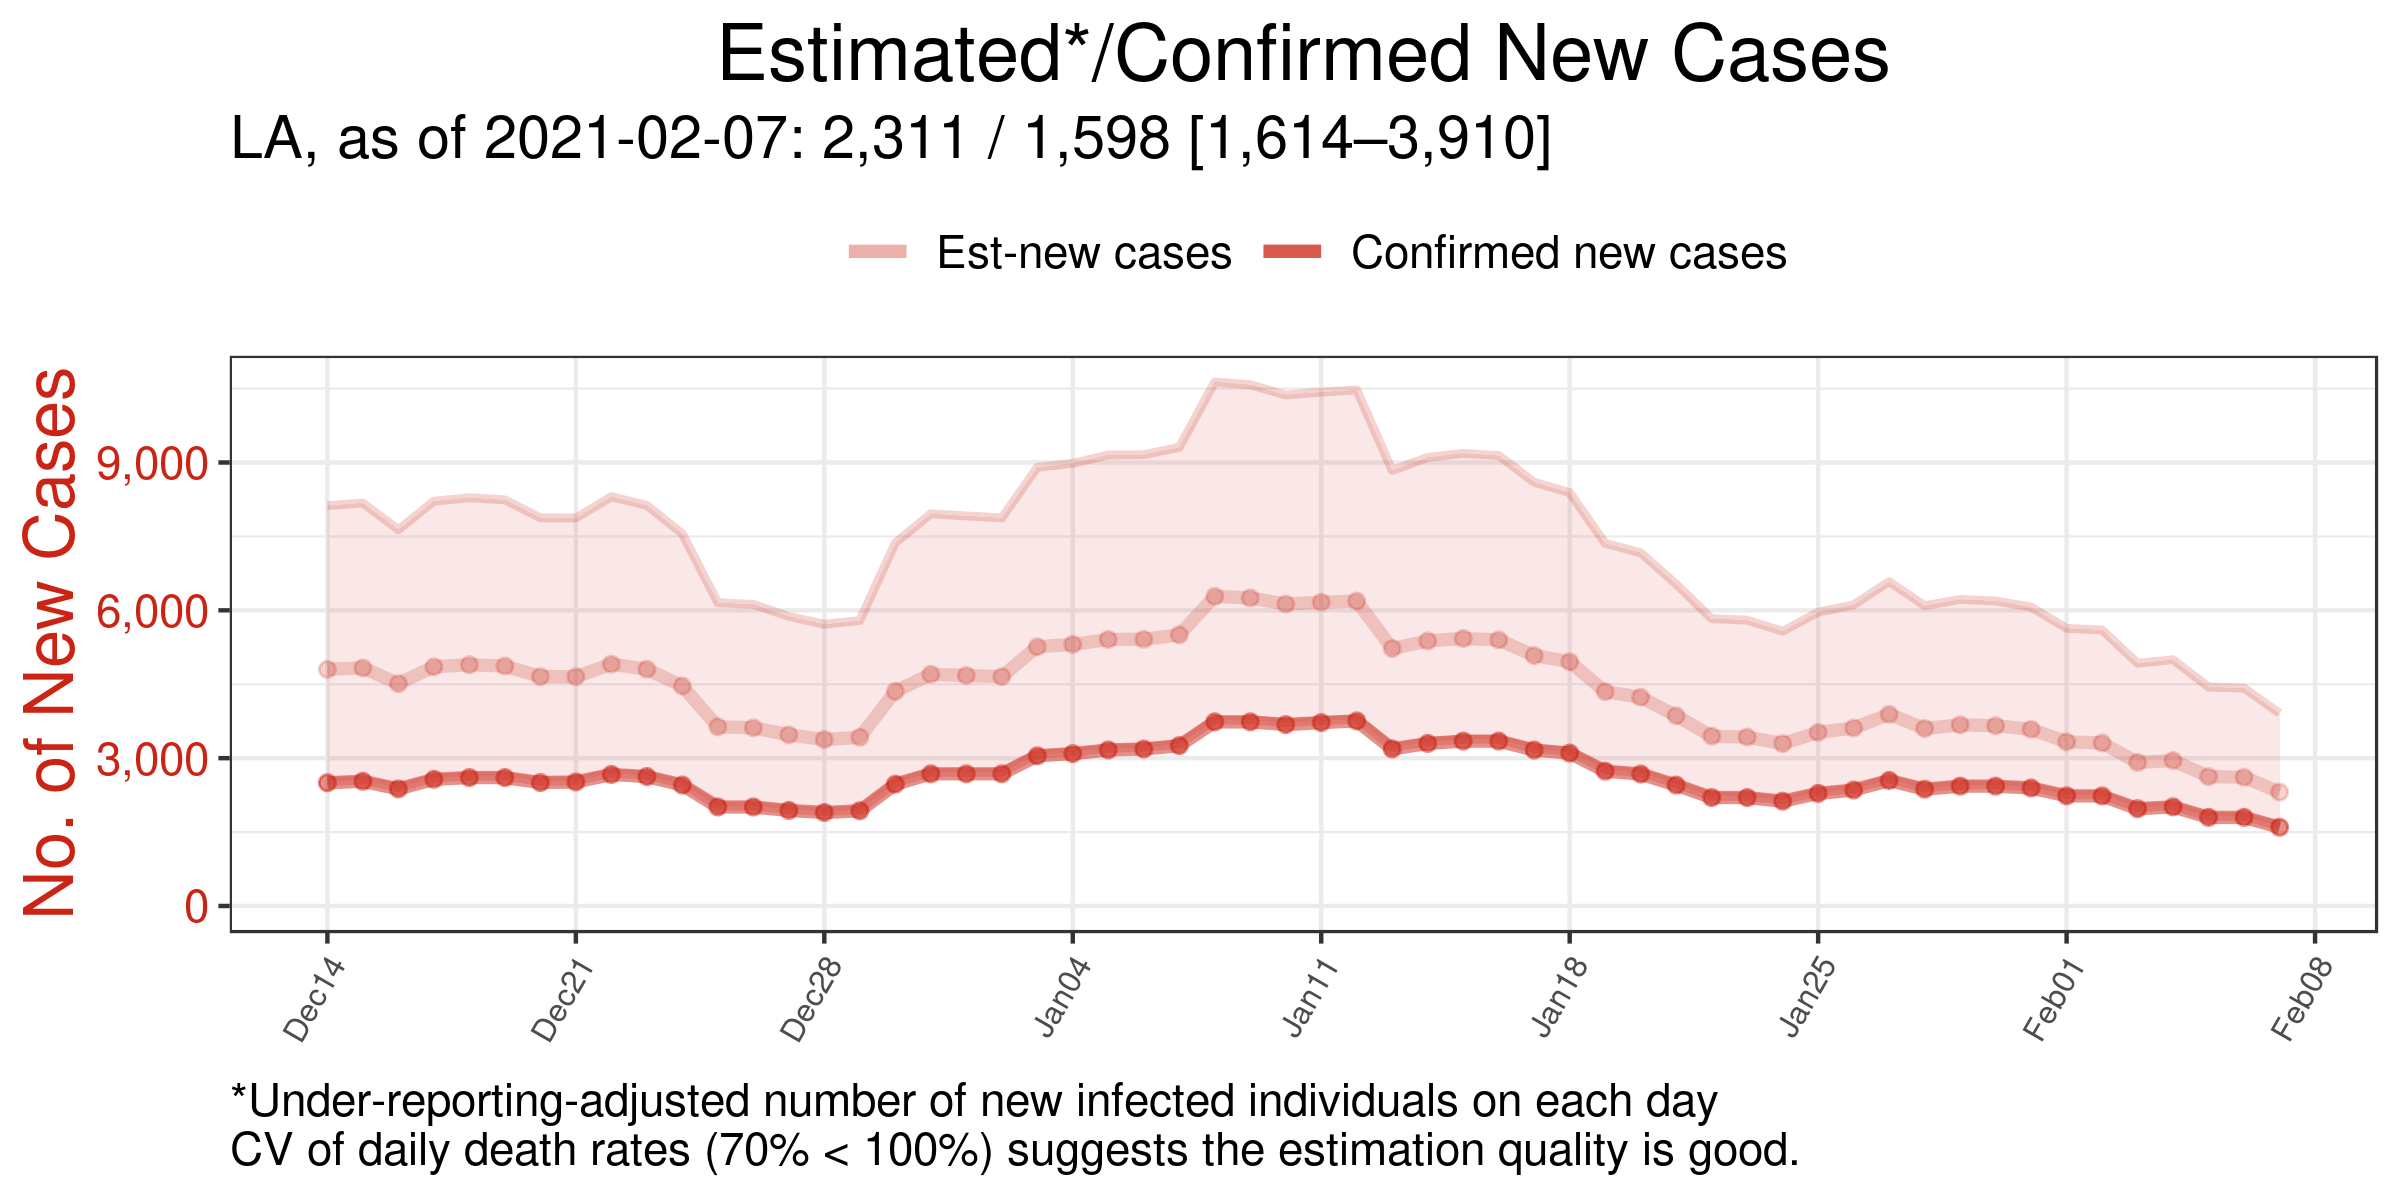 Estimated*/Confirmed New Cases
LA, as of 2021-02-07: 2,311 / 1,598 [1,614–3,910]
Est-new cases Confirmed new cases
No. of New Cases
9,000
6,000
3,000
0
Dec14 Dec21 Dec28 Jan04 Jan11 Jan18 Jan25 Feb01 Feb08
*Under-reporting-adjusted number of new infected individuals on each day
CV of daily death rates (70% < 100%) suggests the estimation quality is good.